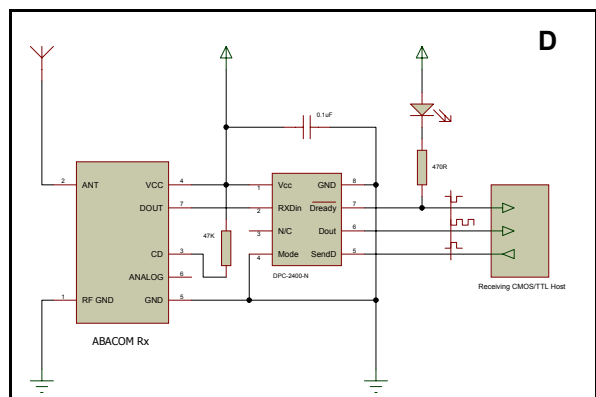 D
0.1uF
470R
2 ANT VCC 4
DOUT 7
CD 3
ANALOG 6
1 RF GND GND 5
ABACOM Rx
47K
1 Vcc GND 8
2 RXDin Dready 7
3 N/C Dout 6
4 Mode SendD 5
DPC-2400-N
Receiving CMOS/TTL Host